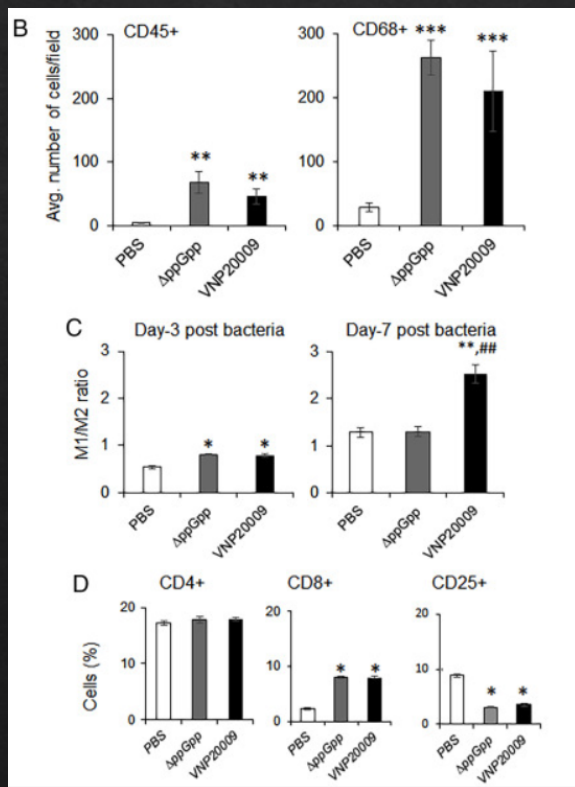 B
CD45+
Avg. number of cells/field
300
200
100
0
**
**
PBS
ΔppGpp
VNP20009
CD68+
300
200
100
0
***
***
PBS
ΔppGpp
VNP20009
C
Day-3 post bacteria
M1/M2 ratio
3
2
1
0
*
*
PBS
ΔppGpp
VNP20009
Day-7 post bacteria
3
2
1
0
**,##
PBS
ΔppGpp
VNP20009
D
CD4+
Cells (%)
20
10
0
PBS
ΔppGpp
VNP20009
CD8+
20
10
0
*
*
PBS
ΔppGpp
VNP20009
CD25+
20
10
0
*
*
PBS
ΔppGpp
VNP20009